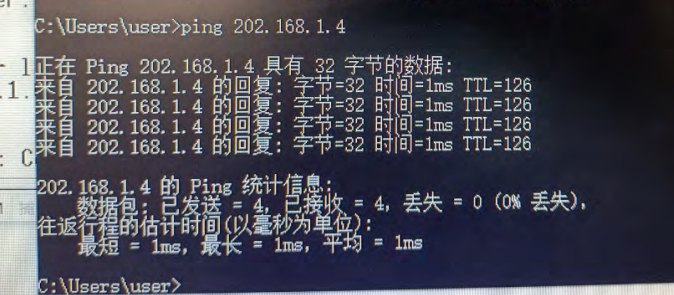 C:\Users\user>ping 202.168.1.4
正在 Ping 202.168.1.4 具有 32 字节的数据:
来自 202.168.1.4 的回复: 字节=32 时间=1ms TTL=126
来自 202.168.1.4 的回复: 字节=32 时间=1ms TTL=126
来自 202.168.1.4 的回复: 字节=32 时间=1ms TTL=126
来自 202.168.1.4 的回复: 字节=32 时间=1ms TTL=126
202.168.1.4 的 Ping 统计信息:
数据包: 已发送 = 4, 已接收 = 4, 丢失 = 0 (0% 丢失),
往返行程的估计时间(以毫秒为单位):
最短 = 1ms, 最长 = 1ms, 平均 = 1ms
C:\Users\user>